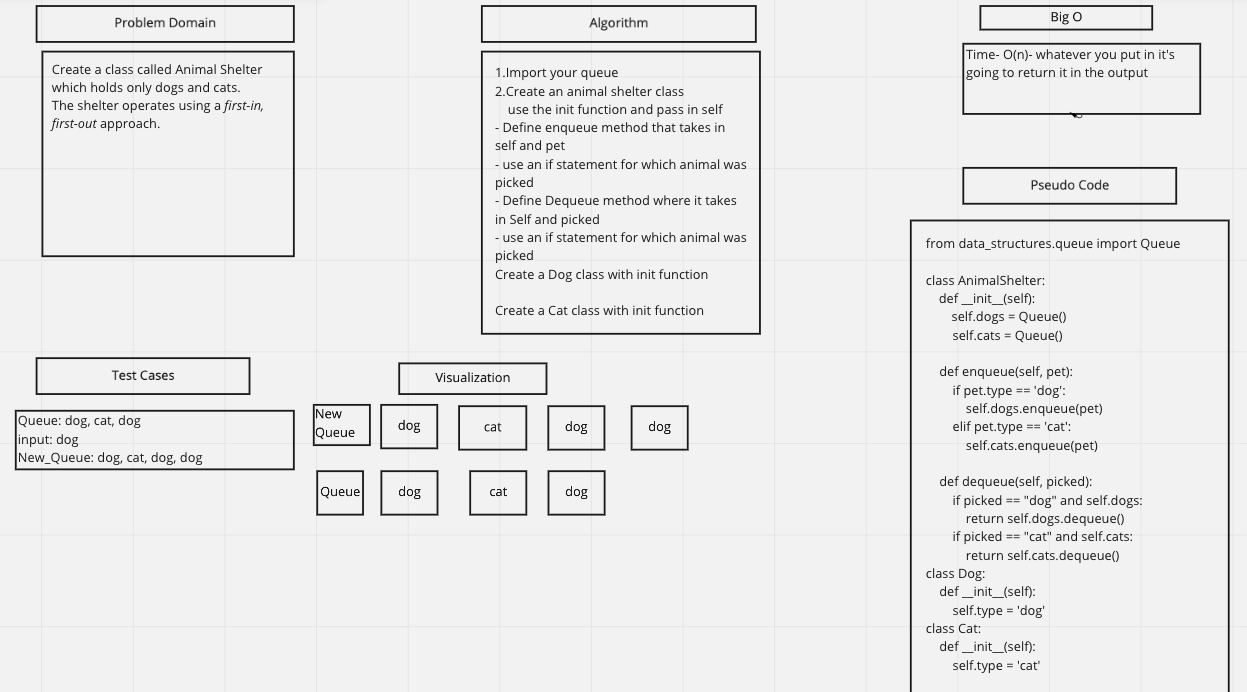 Problem Domain
Create a class called Animal Shelter
which holds only dogs and cats.
The shelter operates using a first-in,
first-out approach.
Algorithm
1.Import your queue
2.Create an animal shelter class
use the init function and pass in self
- Define enqueue method that takes in
self and pet
- use an if statement for which animal was
picked
- Define Dequeue method where it takes
in Self and picked
- use an if statement for which animal was
picked
Create a Dog class with init function
Create a Cat class with init function
Big O
Time- O(n)- whatever you put in it's
going to return it in the output
Pseudo Code
from data_structures.queue import Queue
class AnimalShelter:
def __init__(self):
self.dogs = Queue()
self.cats = Queue()
def enqueue(self, pet):
if pet.type == 'dog':
self.dogs.enqueue(pet)
elif pet.type == 'cat':
self.cats.enqueue(pet)
def dequeue(self, picked):
if picked == "dog" and self.dogs:
return self.dogs.dequeue()
if picked == "cat" and self.cats:
return self.cats.dequeue()
class Dog:
def __init__(self):
self.type = 'dog'
class Cat:
def __init__(self):
self.type = 'cat'
Test Cases
Queue: dog, cat, dog
input: dog
New_Queue: dog, cat, dog, dog
Visualization
New
Queue
dog
cat
dog
dog
Queue
dog
cat
dog